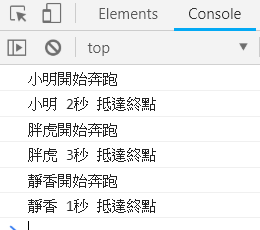 Elements Console
top
小明開始奔跑
小明 2秒 抵達終點
胖虎開始奔跑
胖虎 3秒 抵達終點
靜香開始奔跑
靜香 1秒 抵達終點